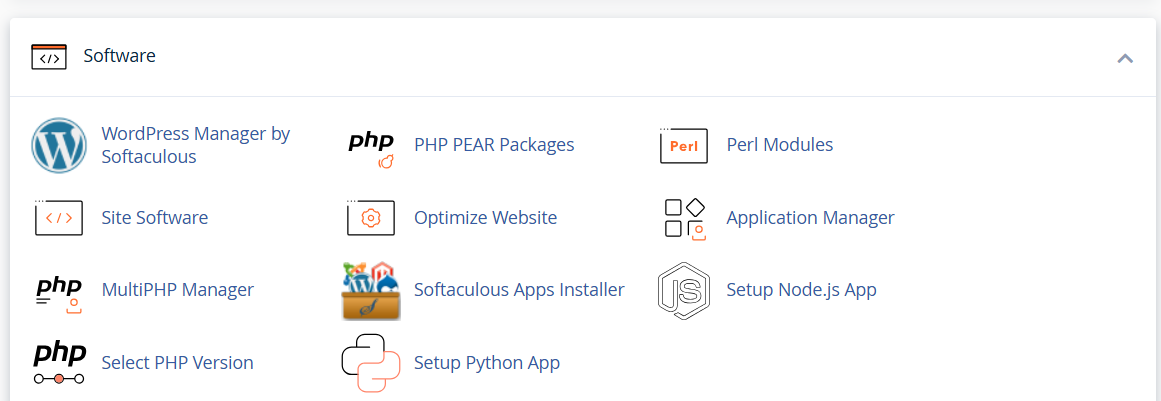 Software
WordPress Manager by
Softaculous
php
PHP PEAR Packages
Perl
Perl Modules
</>
Site Software
Optimize Website
Application Manager
php
MultiPHP Manager
Softaculous Apps Installer
JS
Setup Node.js App
php
Select PHP Version
Setup Python App